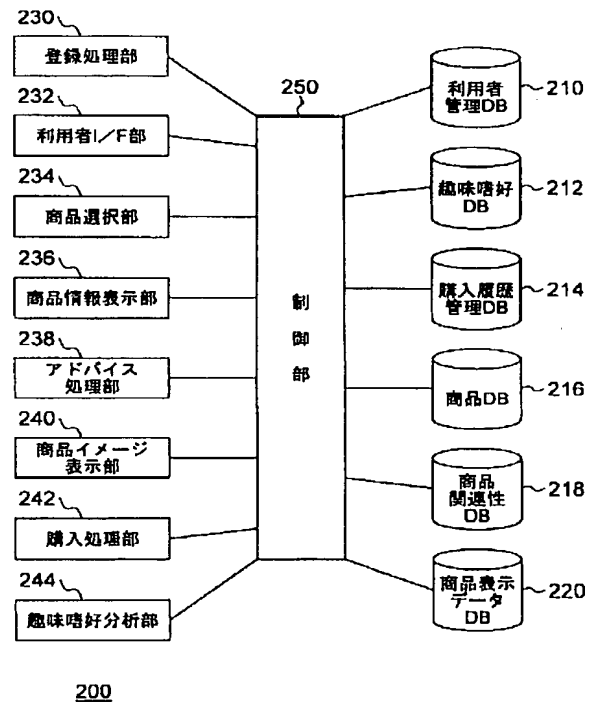 230
登録処理部
232
利用者I/F部
234
商品選択部
236
商品情報表示部
238
アドバイス
処理部
240
商品イメージ
表示部
242
購入処理部
244
趣味嗜好分析部
250
制
御
部
利用者
管理DB
210
趣味嗜好
DB
212
購入履歴
管理DB
214
商品DB
216
商品
関連性
DB
218
商品表示
データ
DB
220
200